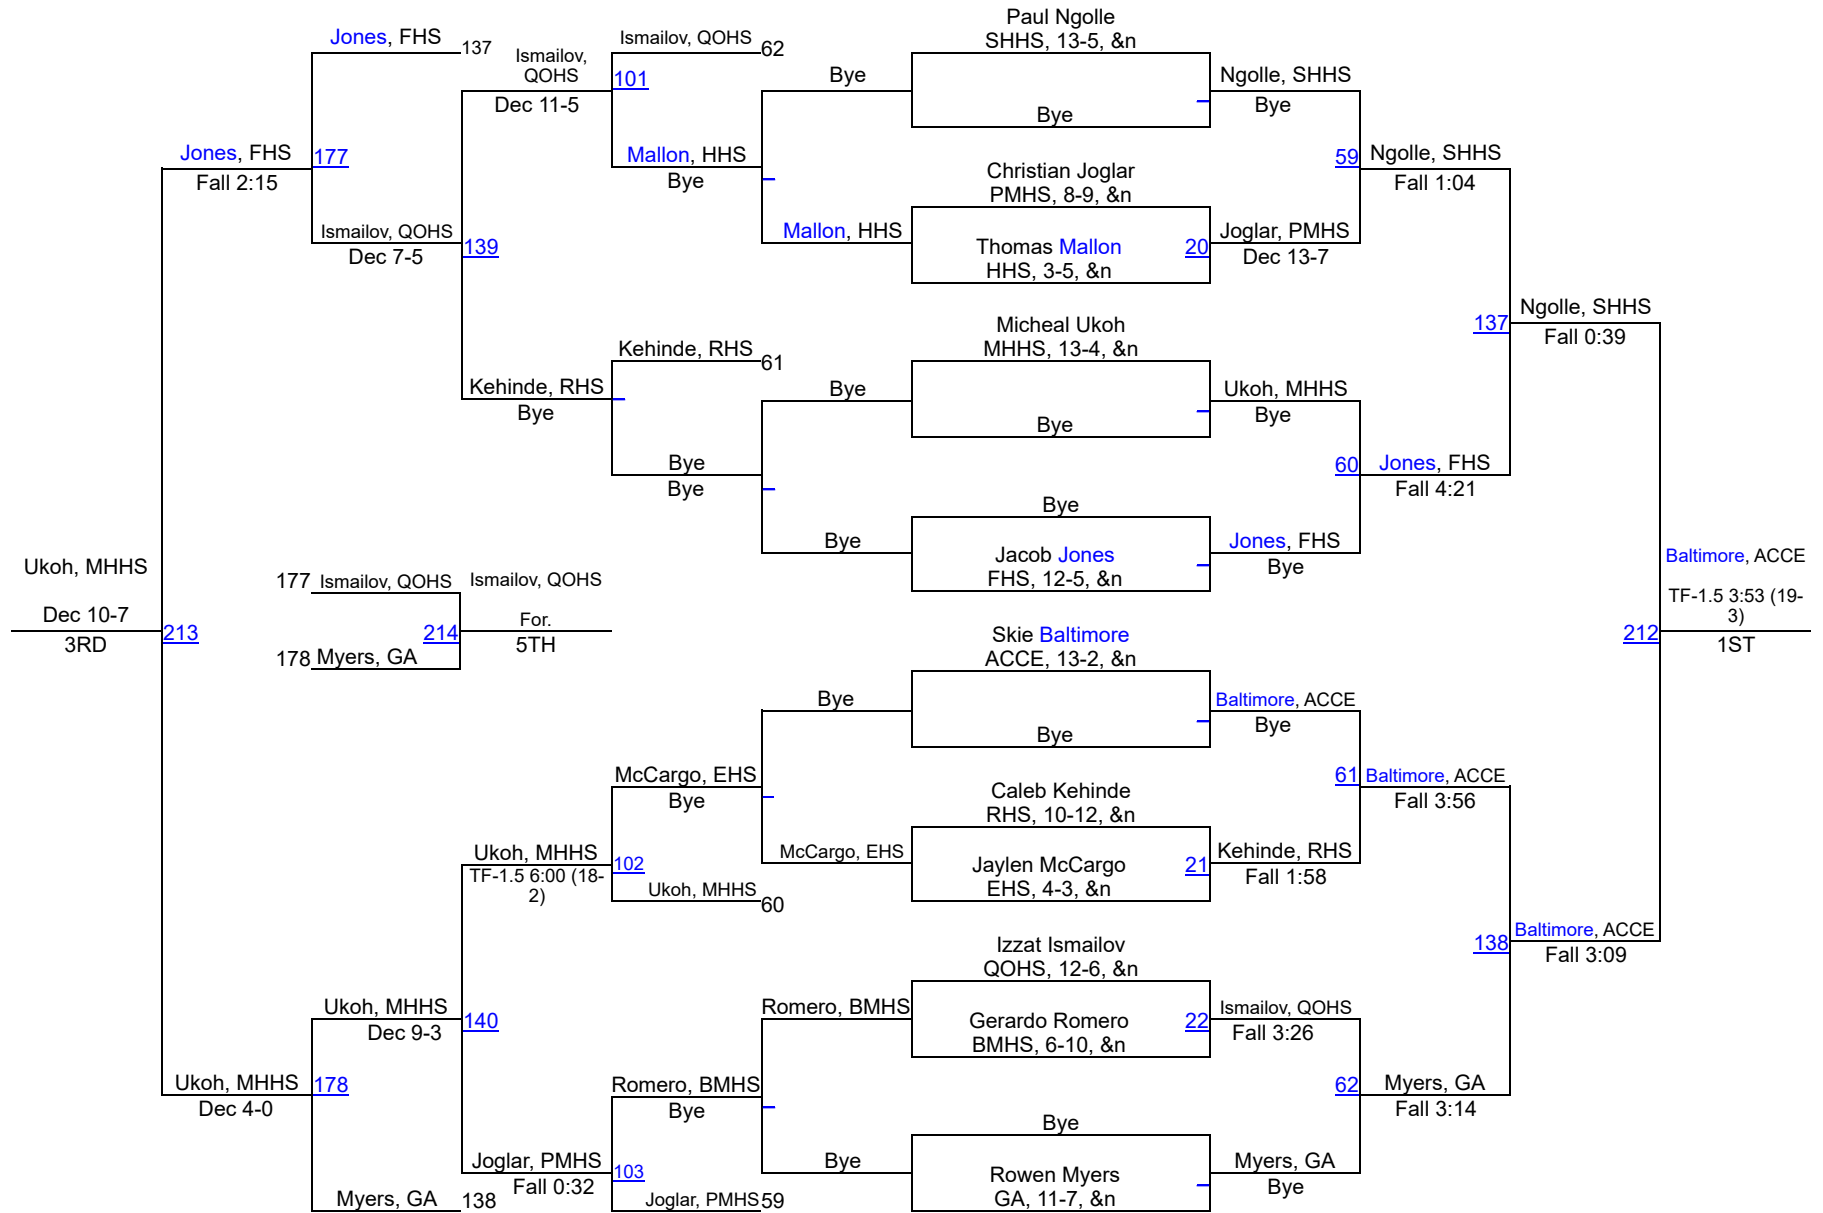 Paul Ngolle
SHHS, 13-5, &n
Jones, FHS
137
Ismailov,
QOHS
Dec 11-5
101
Ismailov, QOHS
62
Bye
Bye
Ngolle, SHHS
Bye
Jones, FHS
Fall 2:15
177
Mallon, HHS
Bye
59
Ngolle, SHHS
Fall 1:04
Christian Joglar
PMHS, 8-9, &n
Ismailov, QOHS
Dec 7-5
139
Mallon, HHS
Thomas Mallon
HHS, 3-5, &n
20
Joglar, PMHS
Dec 13-7
137
Ngolle, SHHS
Fall 0:39
Micheal Ukoh
MHHS, 13-4, &n
Kehinde, RHS
61
Kehinde, RHS
Bye
Bye
Bye
Ukoh, MHHS
Bye
Bye
Bye
60
Jones, FHS
Fall 4:21
Bye
Bye
Jacob Jones
FHS, 12-5, &n
Jones, FHS
Bye
Ukoh, MHHS
Dec 10-7
3RD
213
177
Ismailov, QOHS
178
Myers, GA
214
Ismailov, QOHS
For.
5TH
212
Baltimore, ACCE
TF-1.5 3:53 (19-
3)
1ST
Skie Baltimore
ACCE, 13-2, &n
Bye
Bye
Baltimore, ACCE
Bye
McCargo, EHS
Bye
61
Baltimore, ACCE
Fall 3:56
Caleb Kehinde
RHS, 10-12, &n
Ukoh, MHHS
TF-1.5 6:00 (18-
2)
102
McCargo, EHS
Jaylen McCargo
EHS, 4-3, &n
21
Kehinde, RHS
Fall 1:58
Ukoh, MHHS
60
138
Baltimore, ACCE
Fall 3:09
Izzat Ismailov
QOHS, 12-6, &n
Ukoh, MHHS
Dec 9-3
140
Romero, BMHS
Gerardo Romero
BMHS, 6-10, &n
22
Ismailov, QOHS
Fall 3:26
Ukoh, MHHS
Dec 4-0
178
Romero, BMHS
Bye
62
Myers, GA
Fall 3:14
Bye
Joglar, PMHS
Fall 0:32
103
Bye
Rowen Myers
GA, 11-7, &n
Myers, GA
Bye
Myers, GA
138
Joglar, PMHS
59